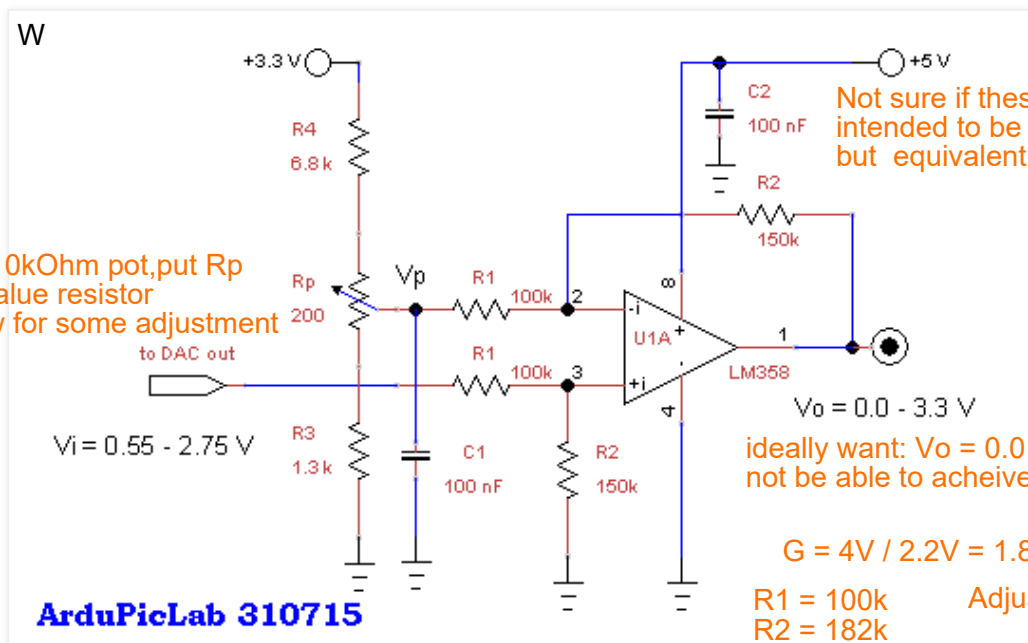 W
+3.3 V
+5 V
C2
100 nF
Not sure if thes
intended to be
but equivalent
R4
6.8k
R2
150k
0kOhm pot,put Rp
alue resistor
for some adjustment
Rp
200
Vp
R1
100k
2
-i
8
U1A
+
-
1
LM358
to DAC out
R1
100k
3
+i
4
Vo = 0.0 - 3.3 V
Vi = 0.55 - 2.75 V
R3
1.3k
C1
100 nF
R2
150k
ideally want: Vo = 0.0
not be able to acheive
G = 4V / 2.2V = 1.8
R1 = 100k
Adju
R2 = 182k
ArduPicLab 310715